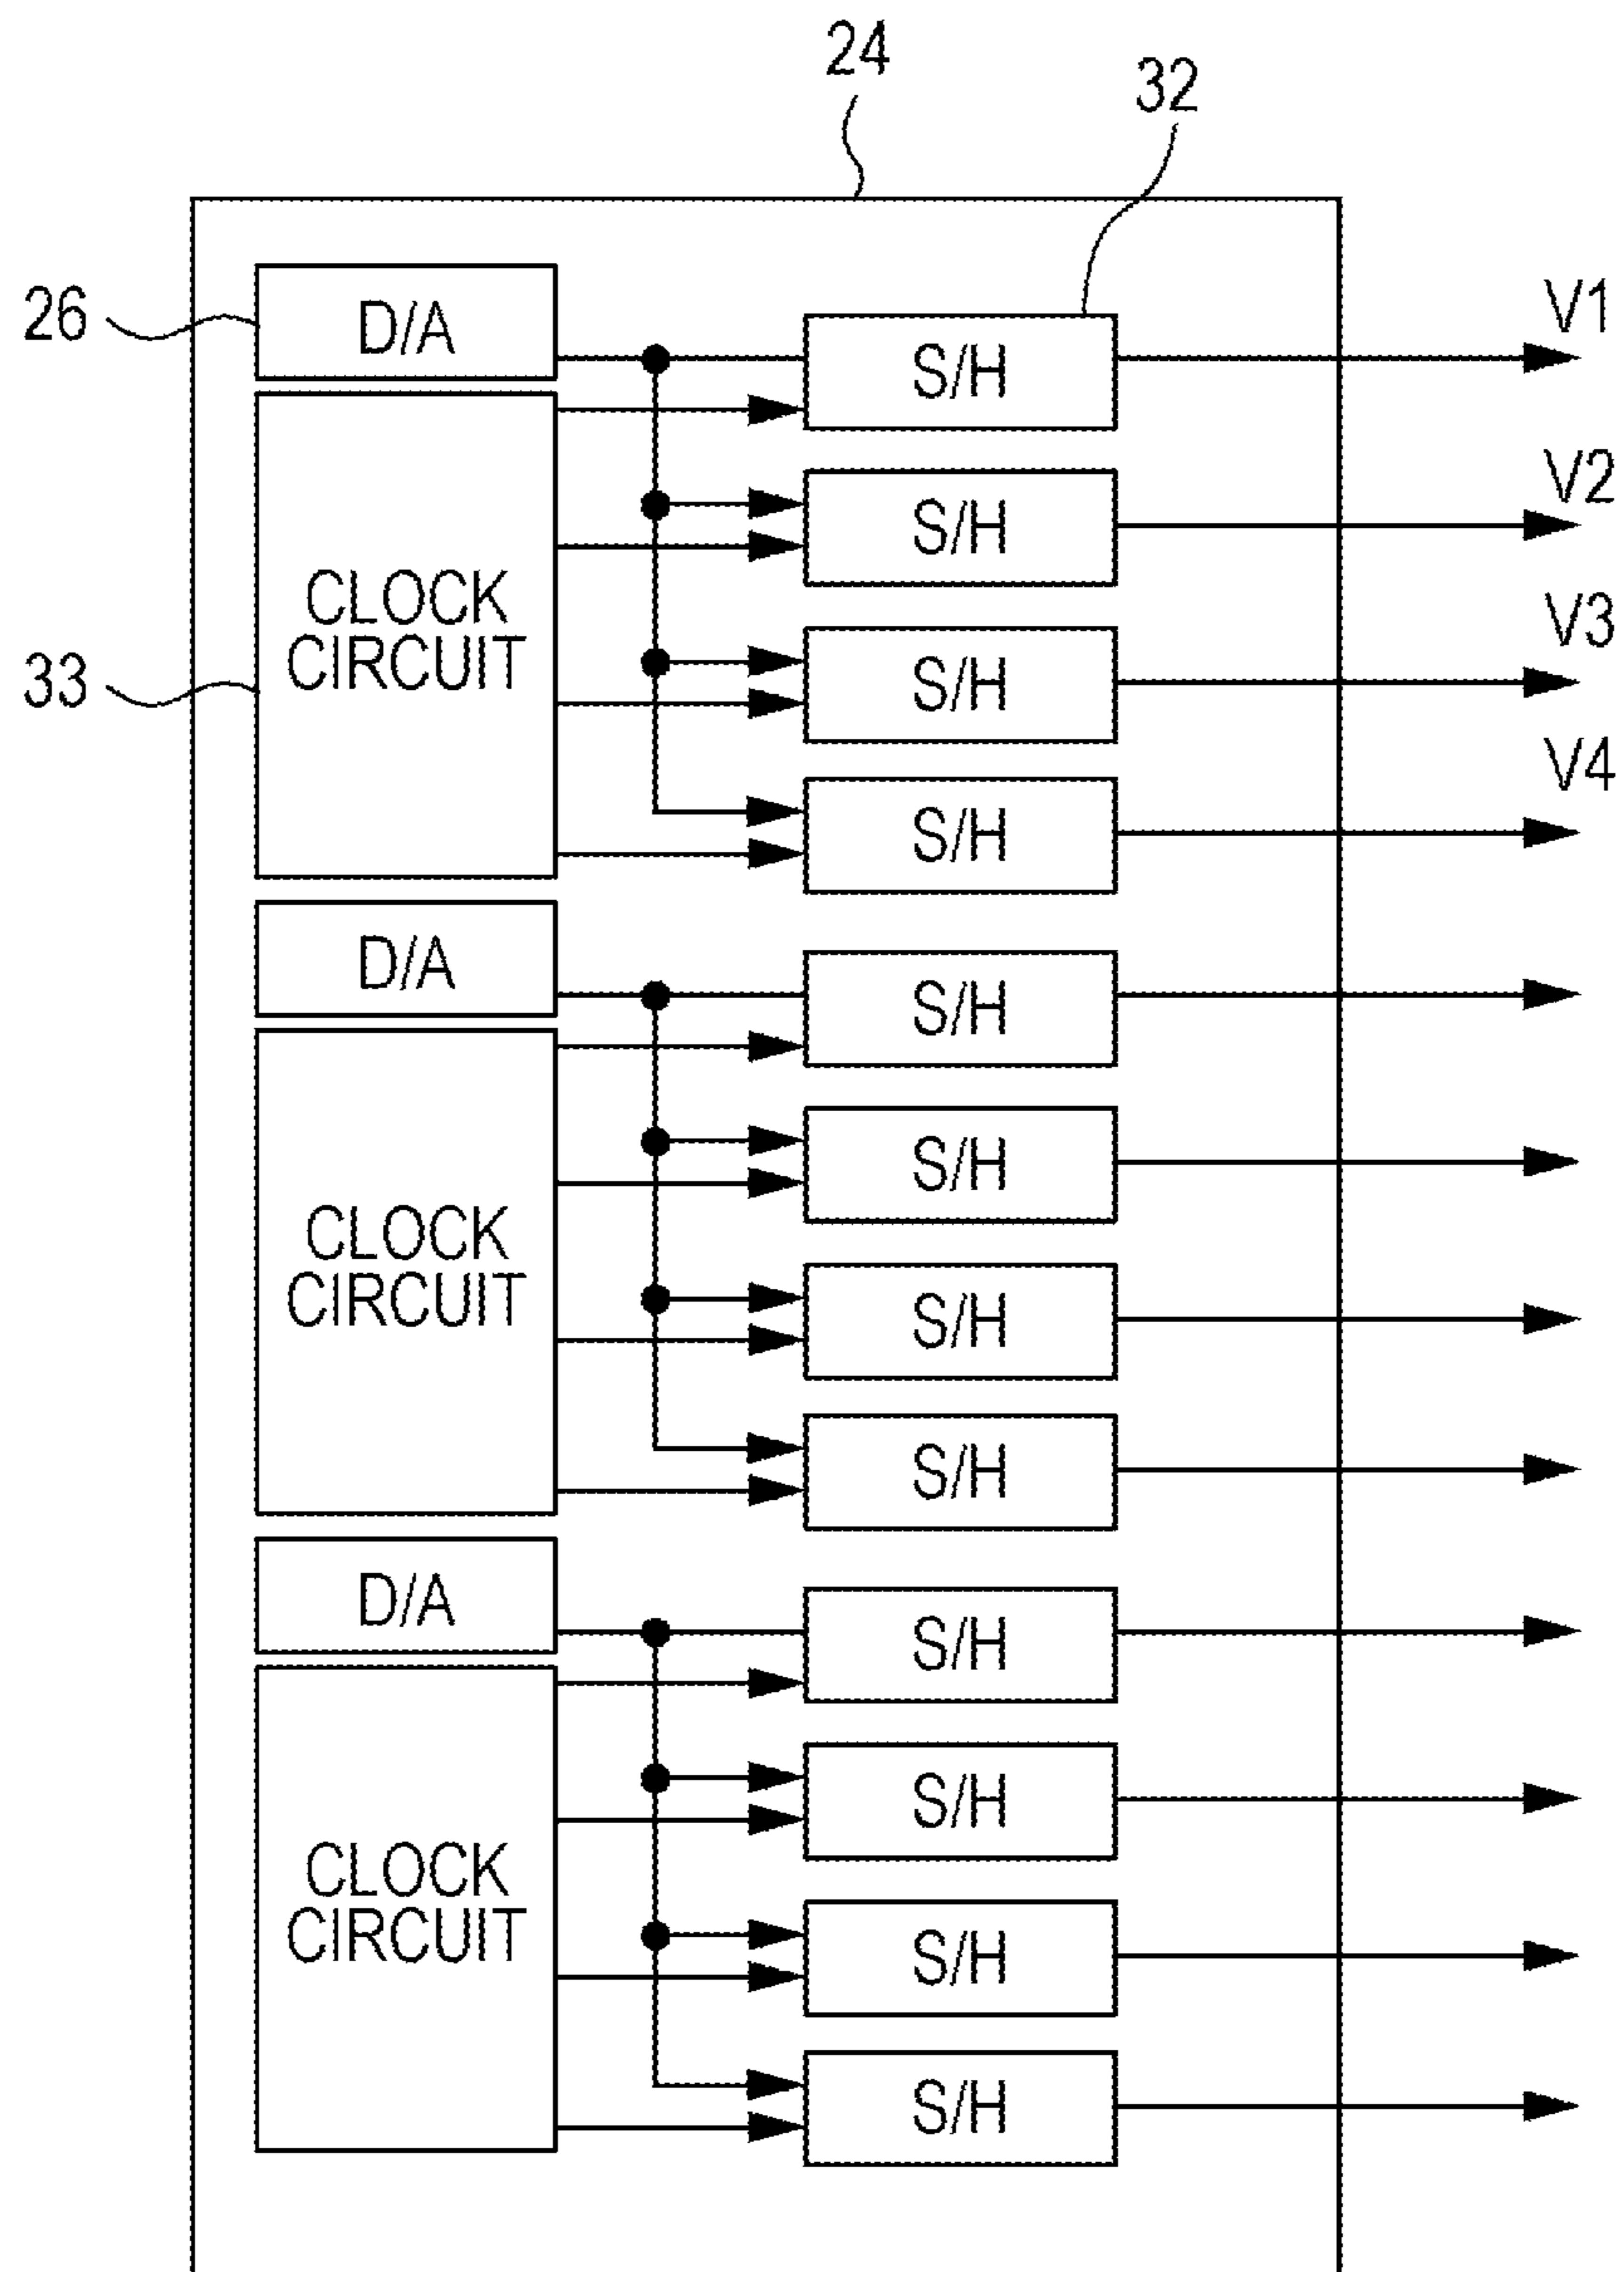 24
32
26
D/A
S/H
V1
S/H
V2
CLOCK
CIRCUIT
33
S/H
V3
S/H
V4
D/A
S/H
S/H
CLOCK
CIRCUIT
S/H
S/H
D/A
S/H
S/H
CLOCK
CIRCUIT
S/H
S/H